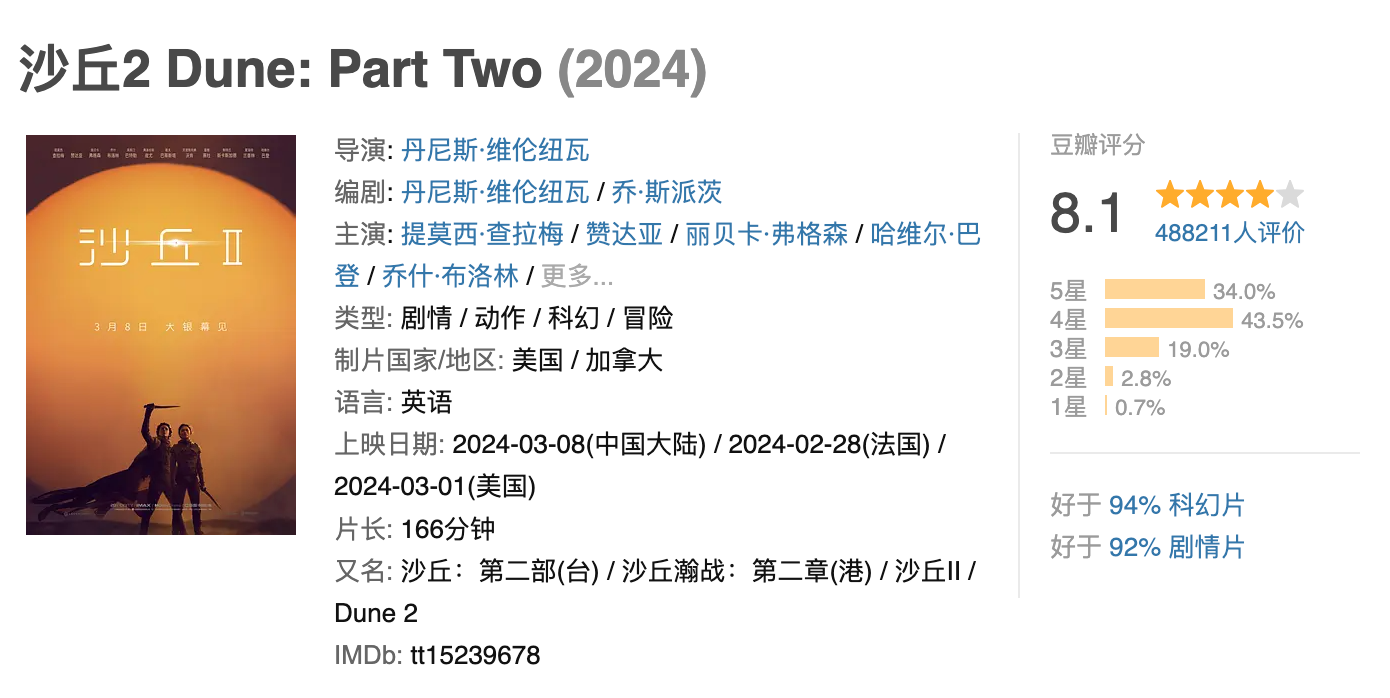 沙丘2 Dune: Part Two (2024)
沙丘 II
3月8日 大银幕见
导演: 丹尼斯·维伦纽瓦
编剧: 丹尼斯·维伦纽瓦 / 乔·斯派茨
主演: 提莫西·查拉梅 / 赞达亚 / 丽贝卡·弗格森 / 哈维尔·巴
登 / 乔什·布洛林 / 更多...
类型: 剧情 / 动作 / 科幻 / 冒险
制片国家/地区: 美国 / 加拿大
语言: 英语
上映日期: 2024-03-08(中国大陆) / 2024-02-28(法国) /
2024-03-01(美国)
片长: 166分钟
又名: 沙丘：第二部(台) / 沙丘瀚战：第二章(港) / 沙丘II /
Dune 2
IMDb: tt15239678
豆瓣评分
8.1
488211人评价
5星 34.0%
4星 43.5%
3星 19.0%
2星 2.8%
1星 0.7%
好于 94% 科幻片
好于 92% 剧情片